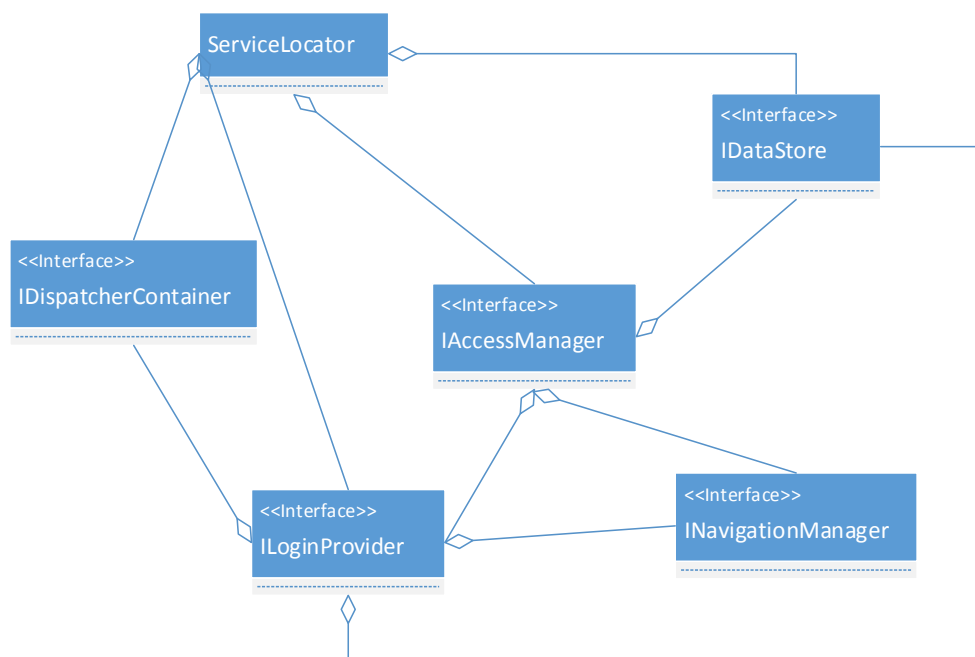 ServiceLocator
<<Interface>>
IDataStore
<<Interface>>
IDispatcherContainer
<<Interface>>
IAccessManager
<<Interface>>
INavigationManager
<<Interface>>
ILoginProvider